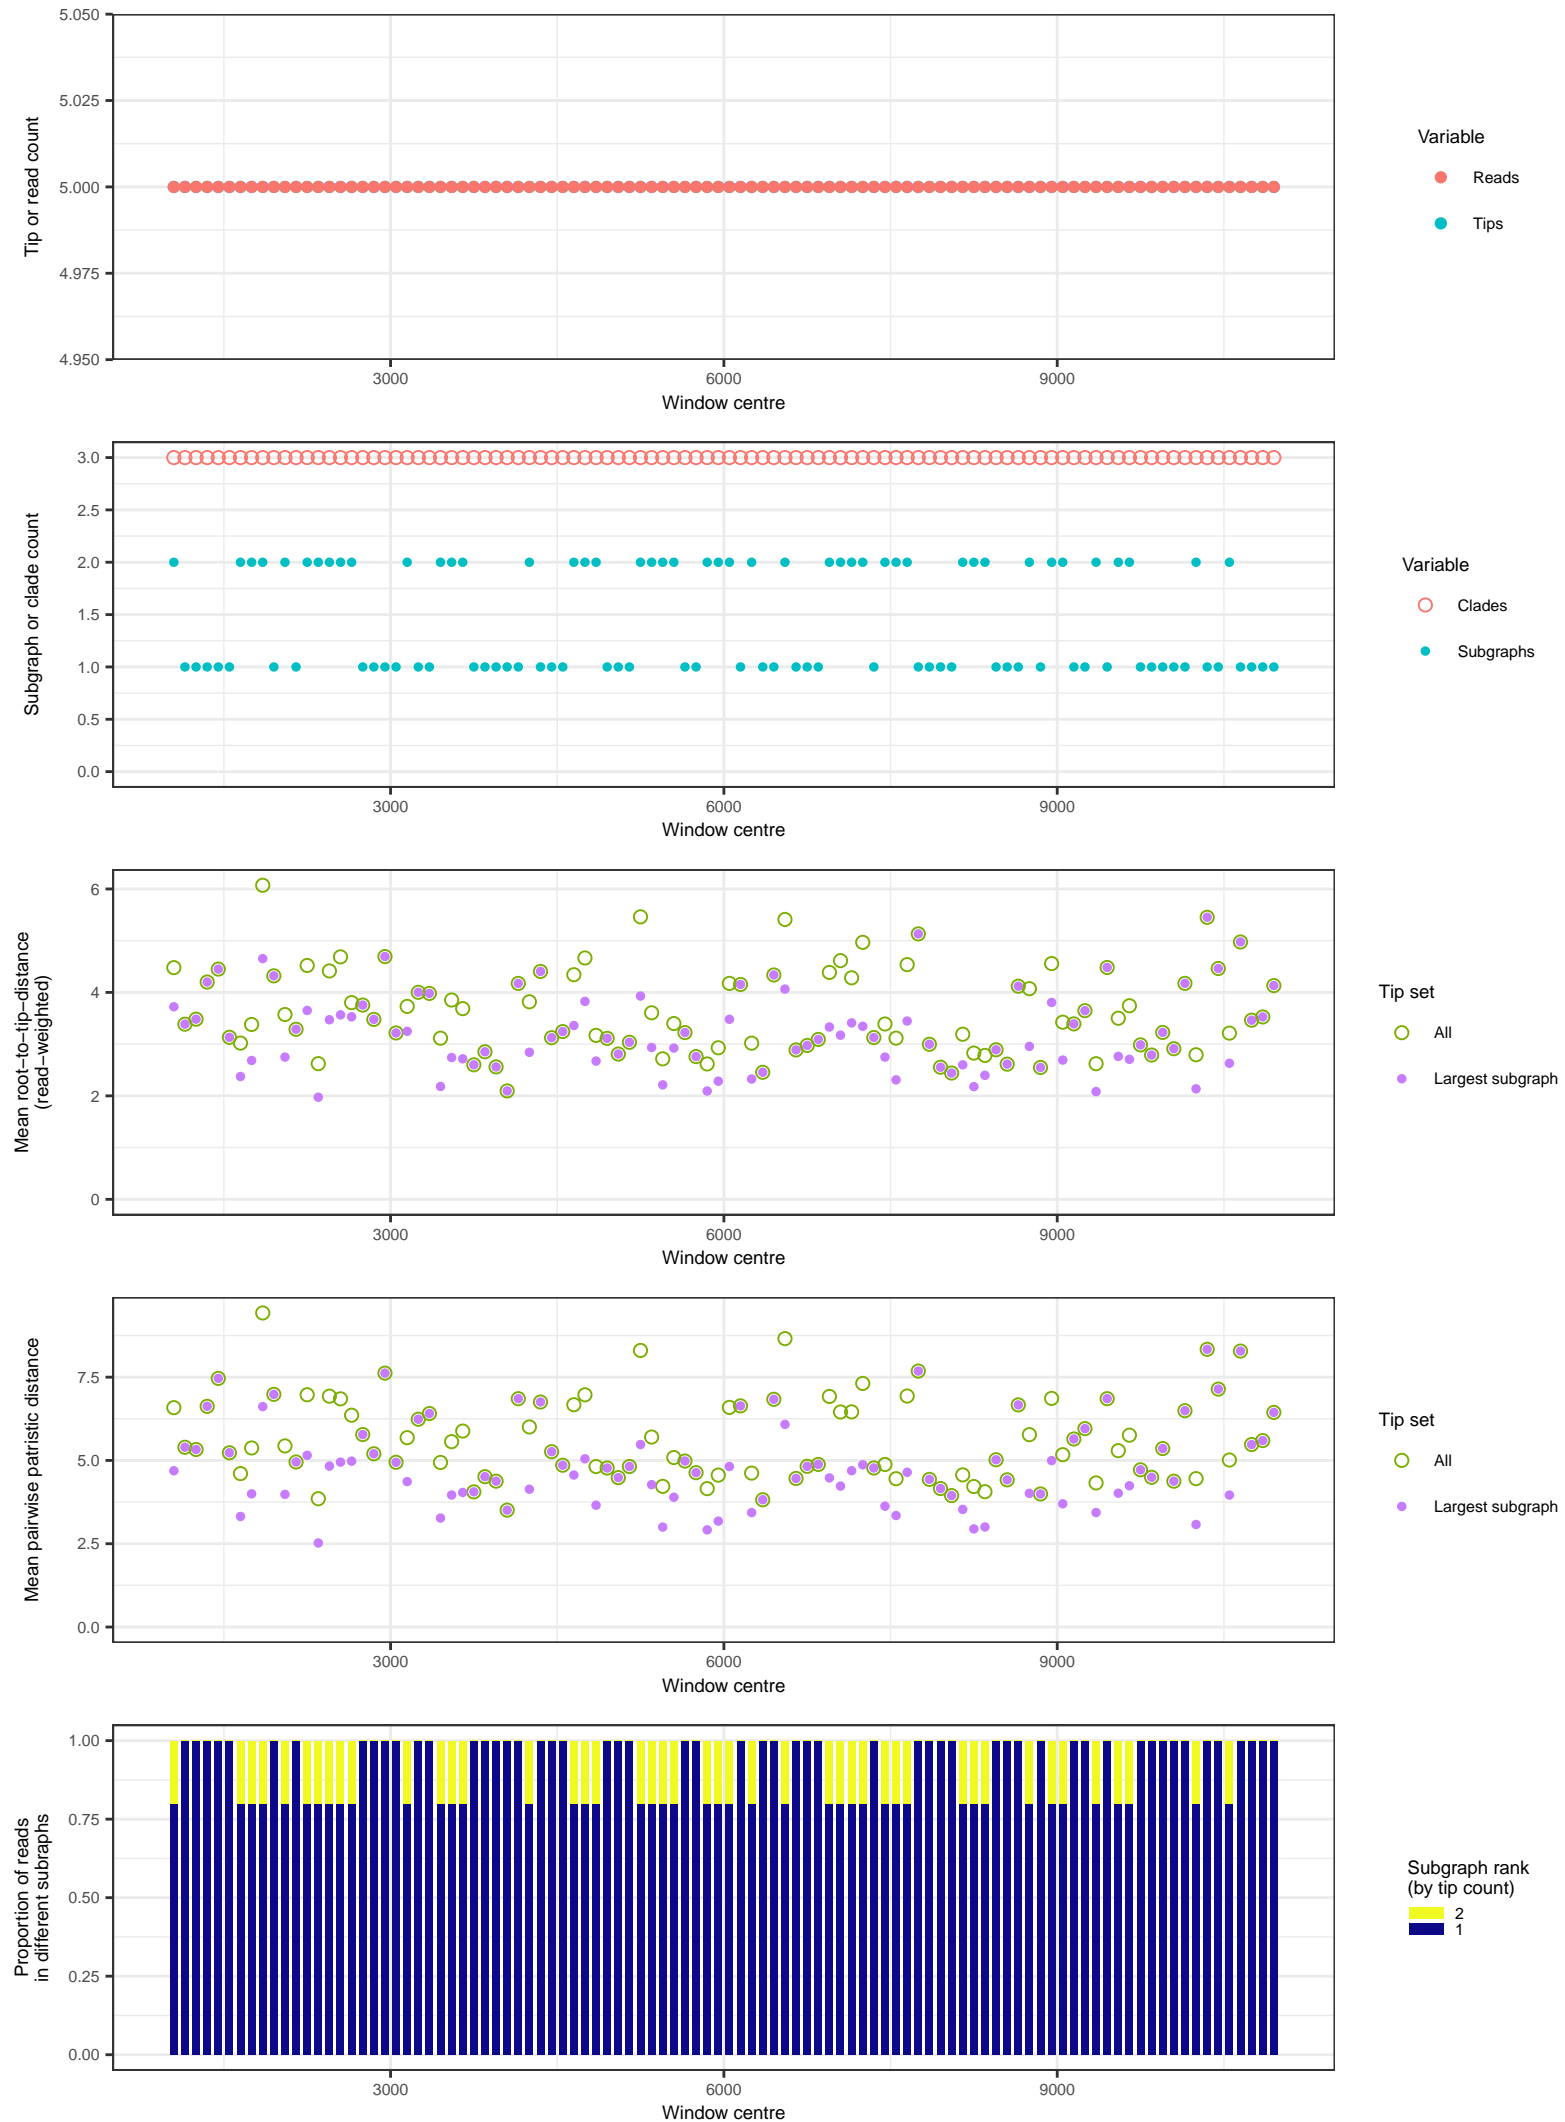 5.050
5.025
5.000
4.975
4.950
Tip or read count
3000
6000
9000
Window centre
Variable
Reads
Tips
3.0
2.5
2.0
1.5
1.0
0.5
0.0
Subgraph or clade count
3000
6000
9000
Window centre
Variable
Clades
Subgraphs
6
4
2
0
Mean root−to−tip−distance
(read−weighted)
3000
6000
9000
Window centre
Tip set
All
Largest subgraph
7.5
5.0
2.5
0.0
Mean pairwise patristic distance
3000
6000
9000
Window centre
Tip set
All
Largest subgraph
1.00
0.75
0.50
0.25
0.00
Proportion of reads
in different subraphs
3000
6000
9000
Window centre
Subgraph rank
(by tip count)
2
1